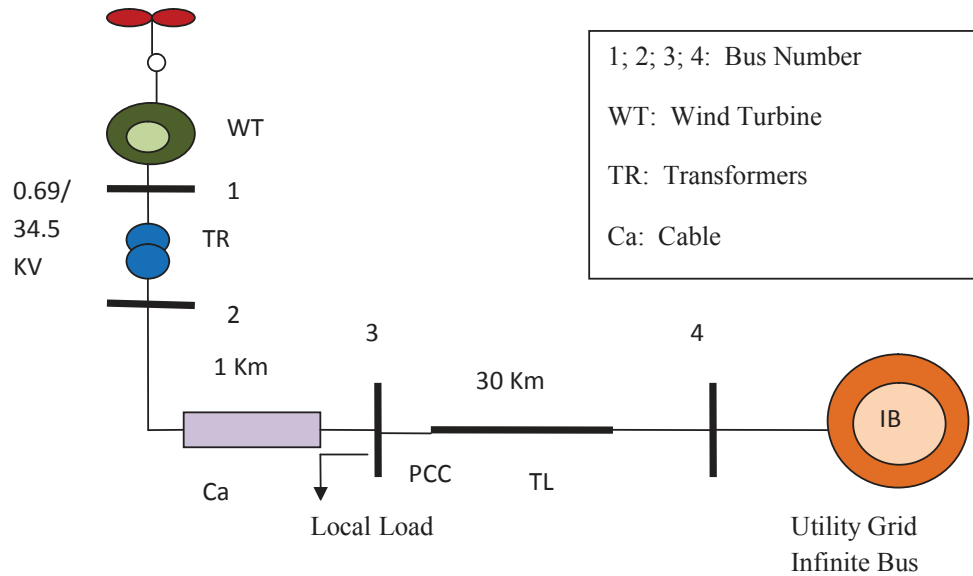 WT
0.69/
34.5
KV
1
TR
2
1 Km
Ca
3
PCC
Local Load
30 Km
TL
4
IB
Utility Grid
Infinite Bus
1; 2; 3; 4: Bus Number
WT: Wind Turbine
TR: Transformers
Ca: Cable